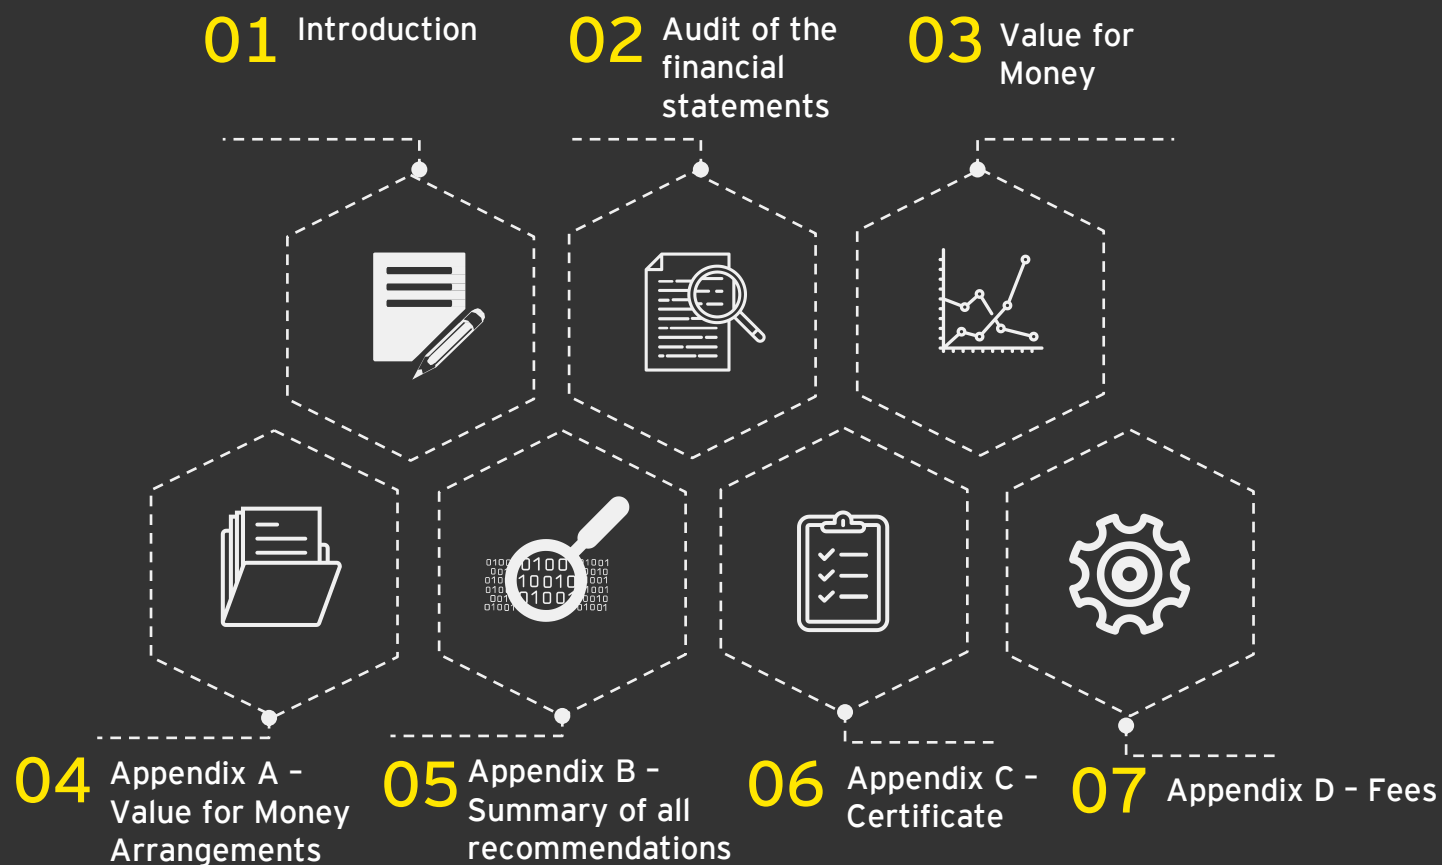 01 Introduction
02 Audit of the
financial
statements
03 Value for
Money
04 Appendix A –
Value for Money
Arrangements
05 Appendix B –
Summary of all
recommendations
06 Appendix C –
Certificate
07 Appendix D – Fees